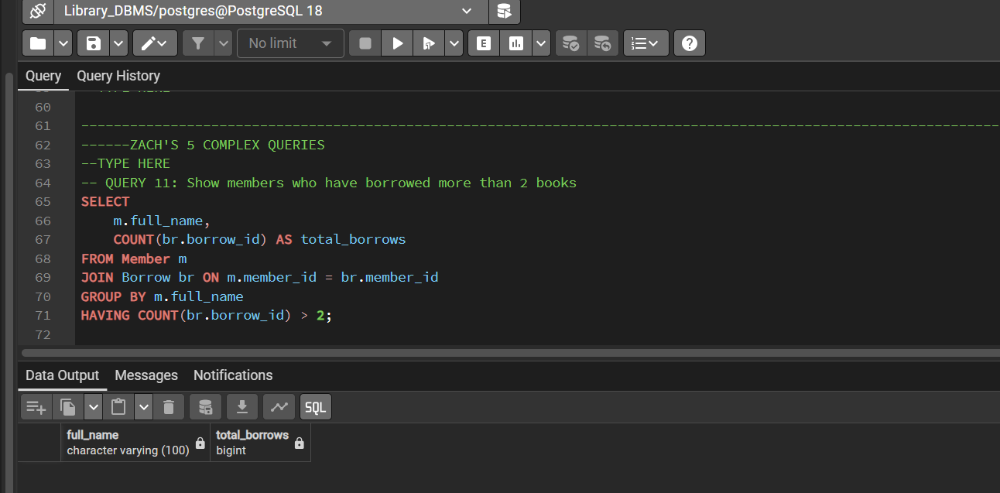 Library_DBMS/postgres@PostgreSQL 18
No limit
E
Query Query History
60
61 ------------------------------------------------------------------------------------------------------------------
62 ------ZACH'S 5 COMPLEX QUERIES
63 --TYPE HERE
64 -- QUERY 11: Show members who have borrowed more than 2 books
65 SELECT
66 m.full_name,
67 COUNT(br.borrow_id) AS total_borrows
68 FROM Member m
69 JOIN Borrow br ON m.member_id = br.member_id
70 GROUP BY m.full_name
71 HAVING COUNT(br.borrow_id) > 2;
72
Data Output Messages Notifications
SQL
full_name total_borrows
character varying (100) bigint